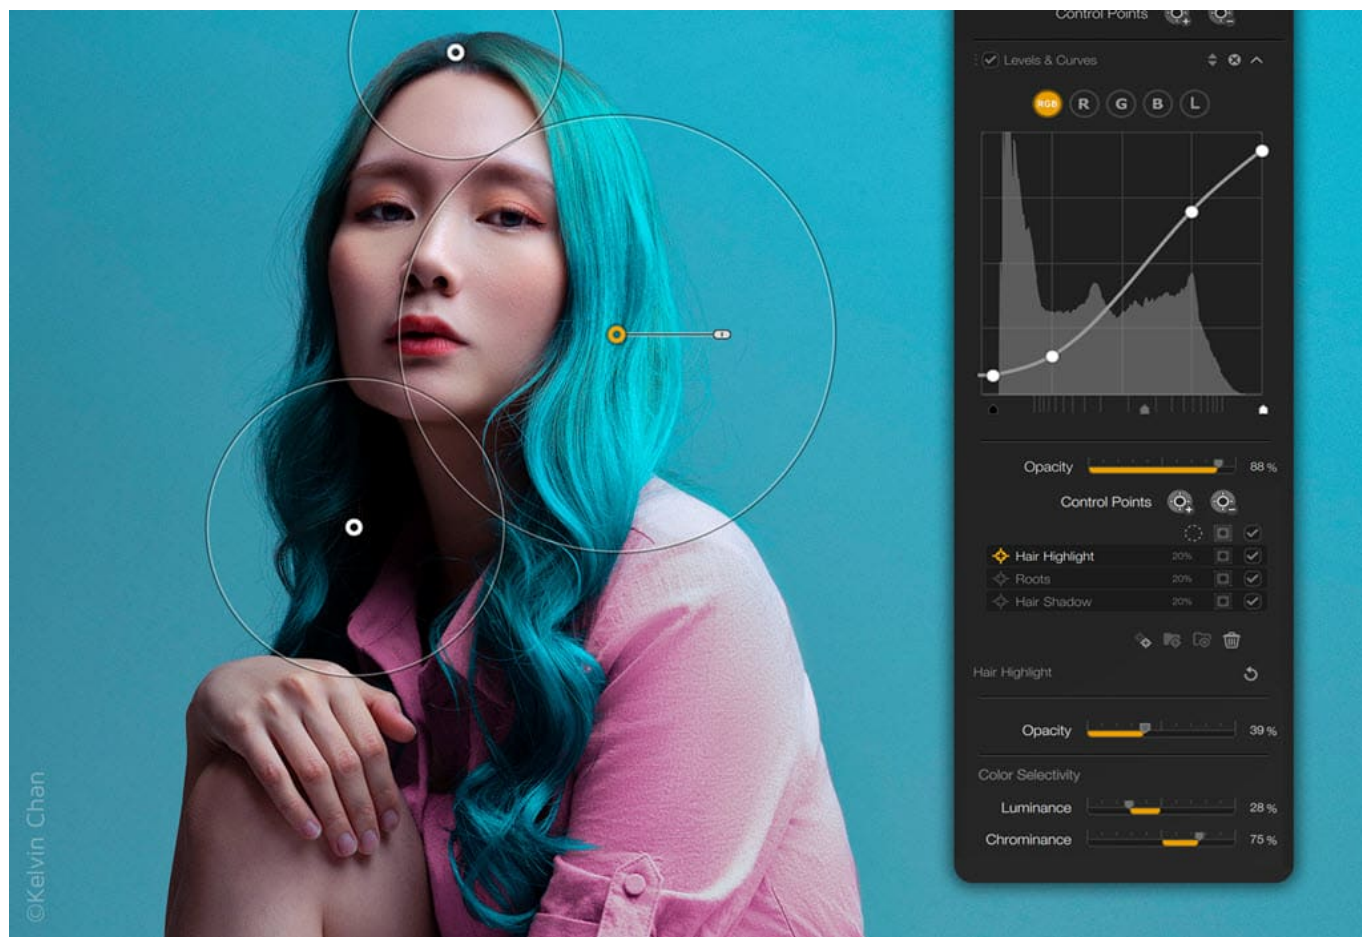 Control Points
Levels & Curves
RGB R G B L
Opacity 88 %
Control Points
Hair Highlight 20%
Roots 20%
Hair Shadow 20%
Hair Highlight
Opacity 39 %
Color Selectivity
Luminance 28 %
Chrominance 75 %
©Kelvin Chan